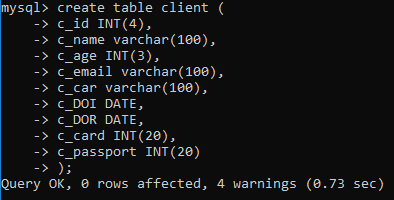 mysql> create table client (
    -> c_id INT(4),
    -> c_name varchar(100),
    -> c_age INT(3),
    -> c_email varchar(100),
    -> c_car varchar(100),
    -> c_DOI DATE,
    -> c_DOR DATE,
    -> c_card INT(20),
    -> c_passport INT(20)
    -> );
Query OK, 0 rows affected, 4 warnings (0.73 sec)